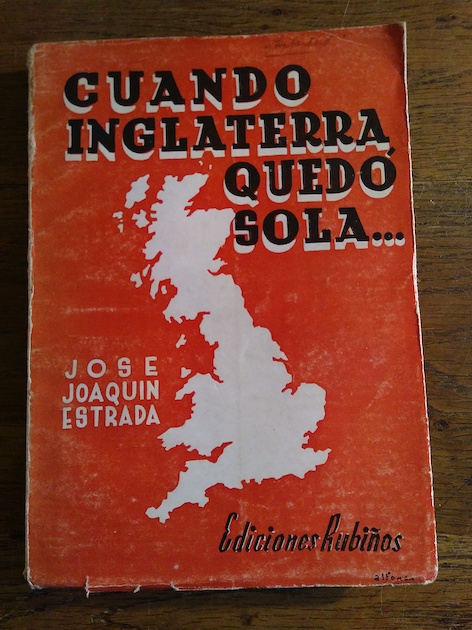 CUANDO
INGLATERRA
QUEDÓ
SOLA...
JOSE
JOAQUIN
ESTRADA
Ediciones Rubiños